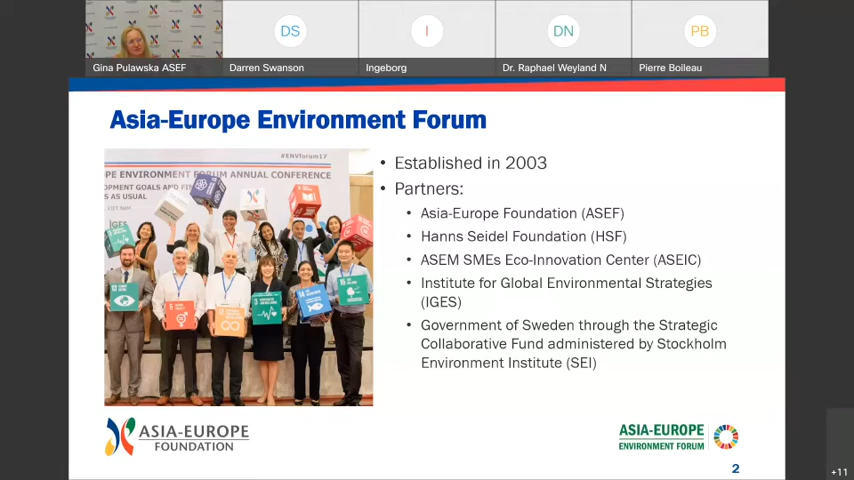 DS
I
DN
PB
Gina Pulawska ASEF
Darren Swanson
Ingeborg
Dr. Raphael Weyland N
Pierre Boileau
Asia-Europe Environment Forum
#ENVforum17
PE ENVIRONMENT FORUM ANNUAL CONFERENCE
OPMENT GOALS AND FIN
S AS USUAL
VIET NAM
IGES
• Established in 2003
• Partners:
• Asia-Europe Foundation (ASEF)
• Hanns Seidel Foundation (HSF)
• ASEM SMEs Eco-Innovation Center (ASEIC)
• Institute for Global Environmental Strategies
(IGES)
• Government of Sweden through the Strategic
Collaborative Fund administered by Stockholm
Environment Institute (SEI)
ASIA-EUROPE
FOUNDATION
ASIA-EUROPE
ENVIRONMENT FORUM
2
+11